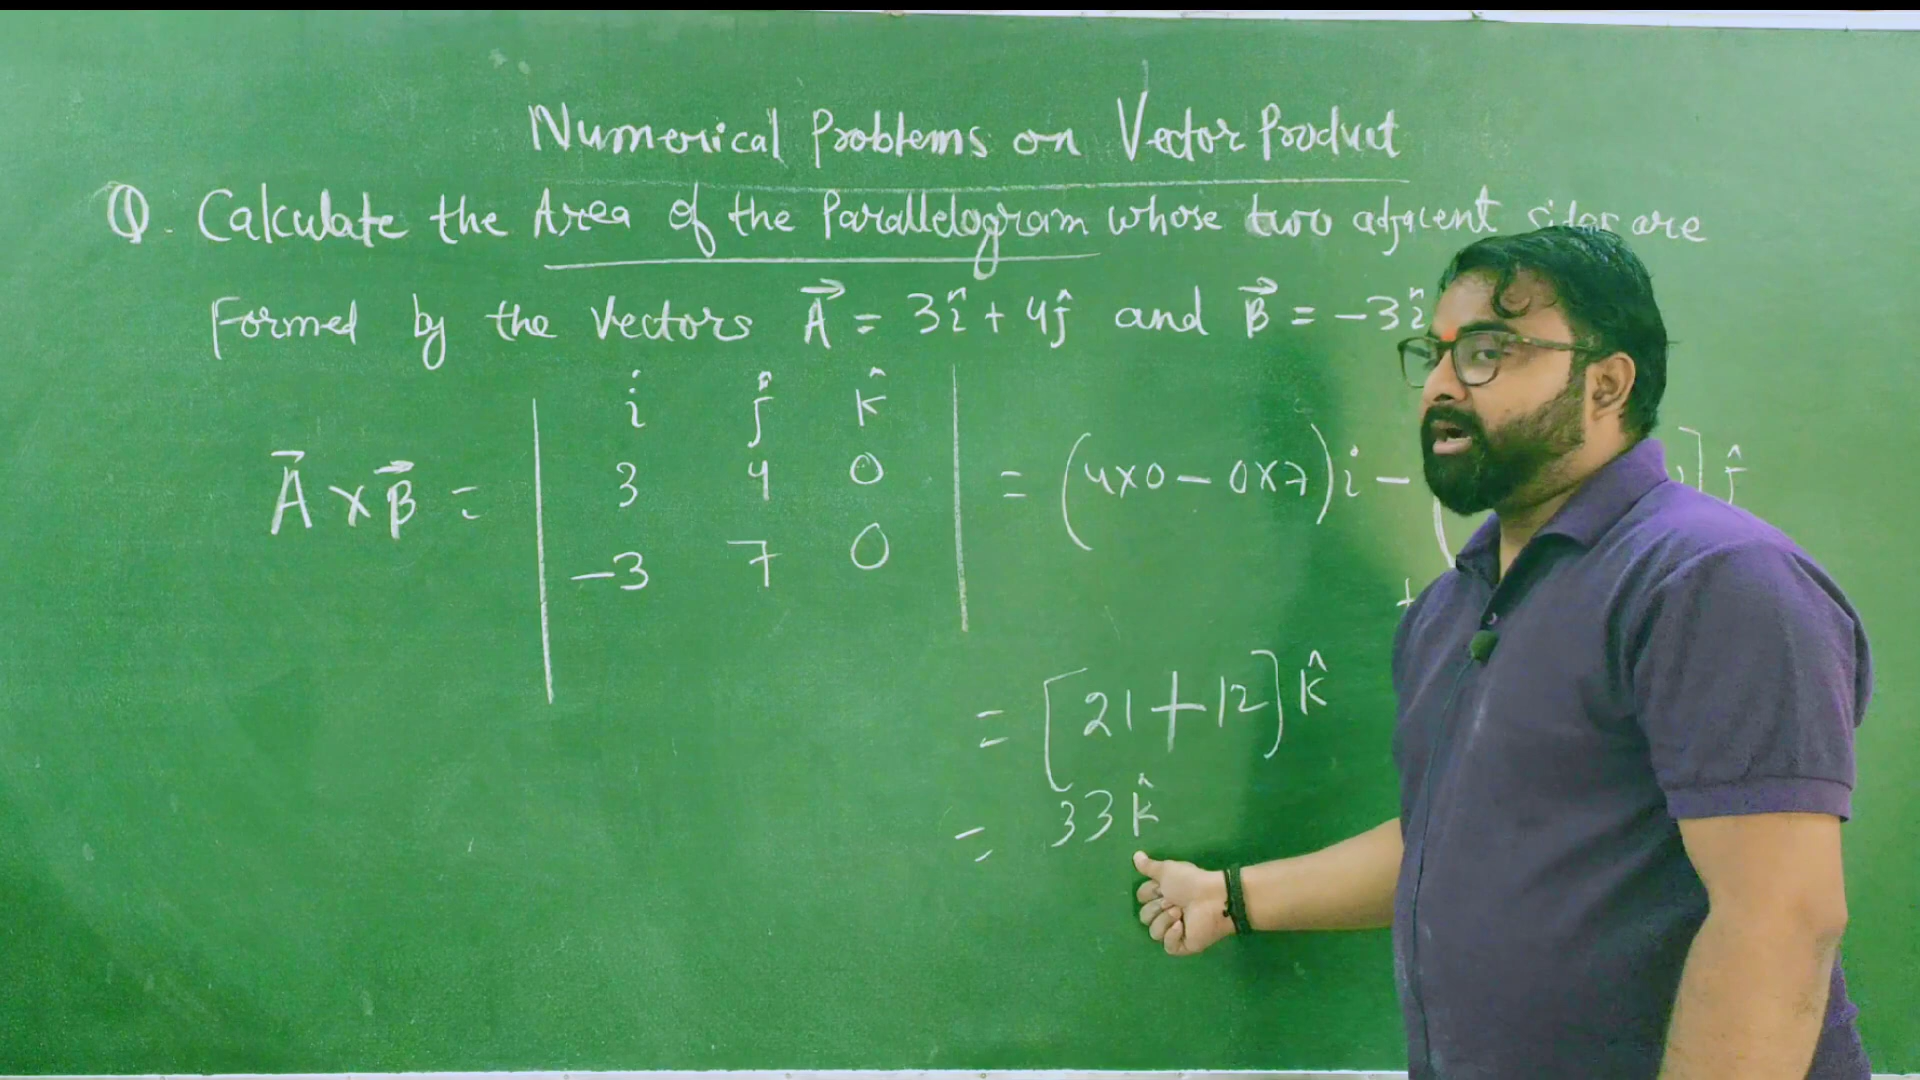 Numerical Problems on Vector Product
Q. Calculate the Area of the Parallelogram whose two adjacent sides are
Formed by the Vectors A⃗ = 3î + 4ĵ and B⃗ = -3î
î ĵ k̂
A⃗ × B⃗ = 3 4 0 = (4×0 - 0×7)i - ( ] ĵ
-3 7 0
+
= [21 + 12] k̂
= 33 k̂